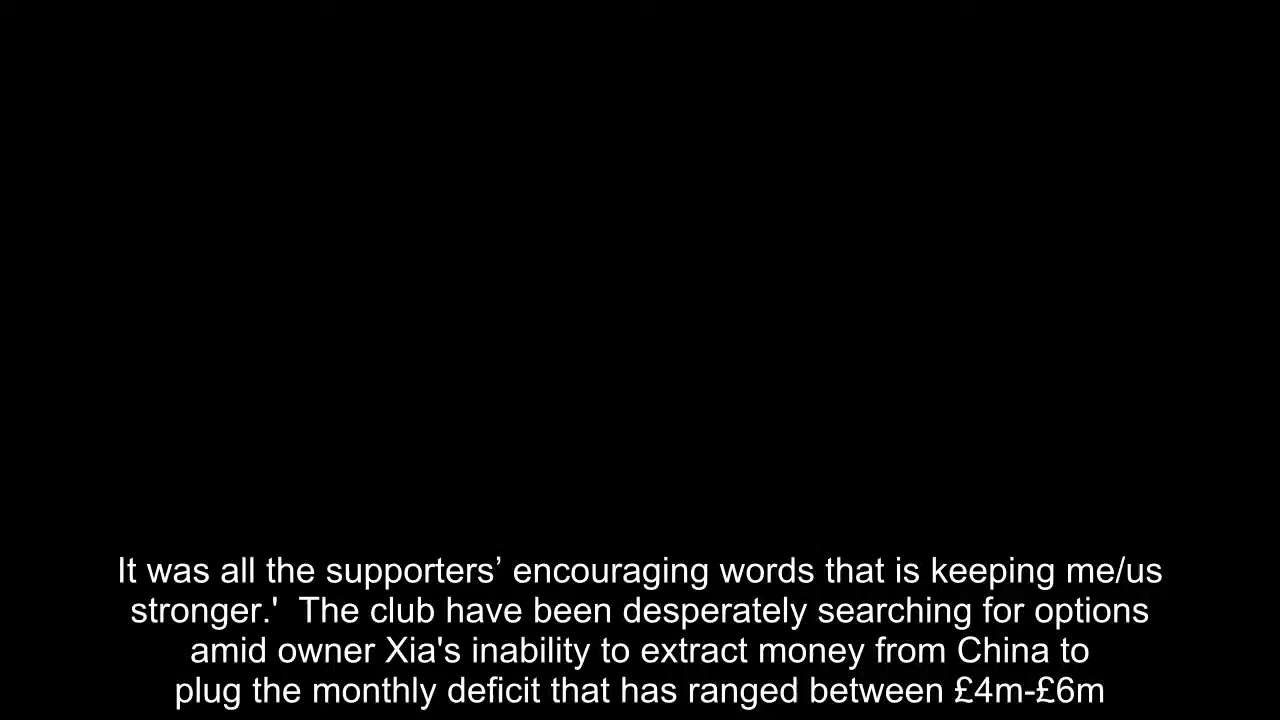 It was all the supporters’ encouraging words that is keeping me/us
stronger.'  The club have been desperately searching for options
amid owner Xia's inability to extract money from China to
plug the monthly deficit that has ranged between £4m-£6m